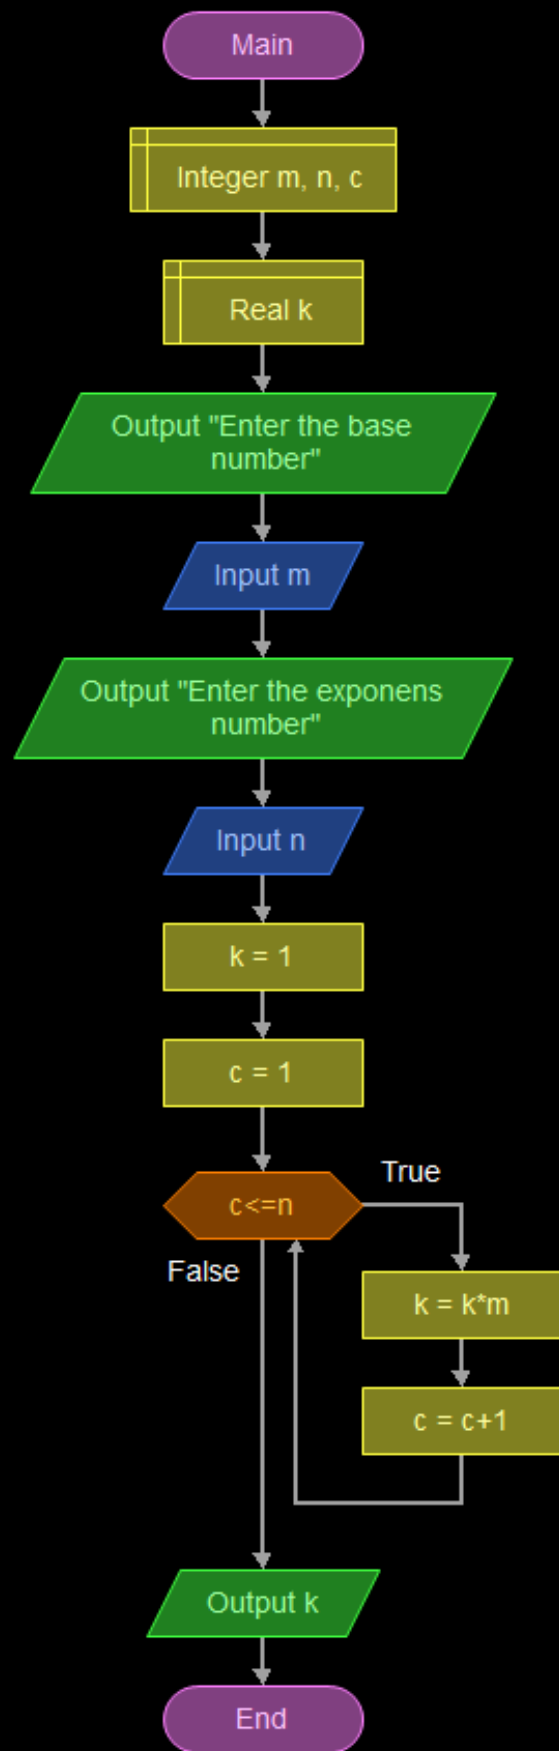 Main
Integer m, n, c
Real k
Output "Enter the base
number"
Input m
Output "Enter the exponens
number"
Input n
k = 1
c = 1
c<=n
True
False
k = k*m
c = c+1
Output k
End